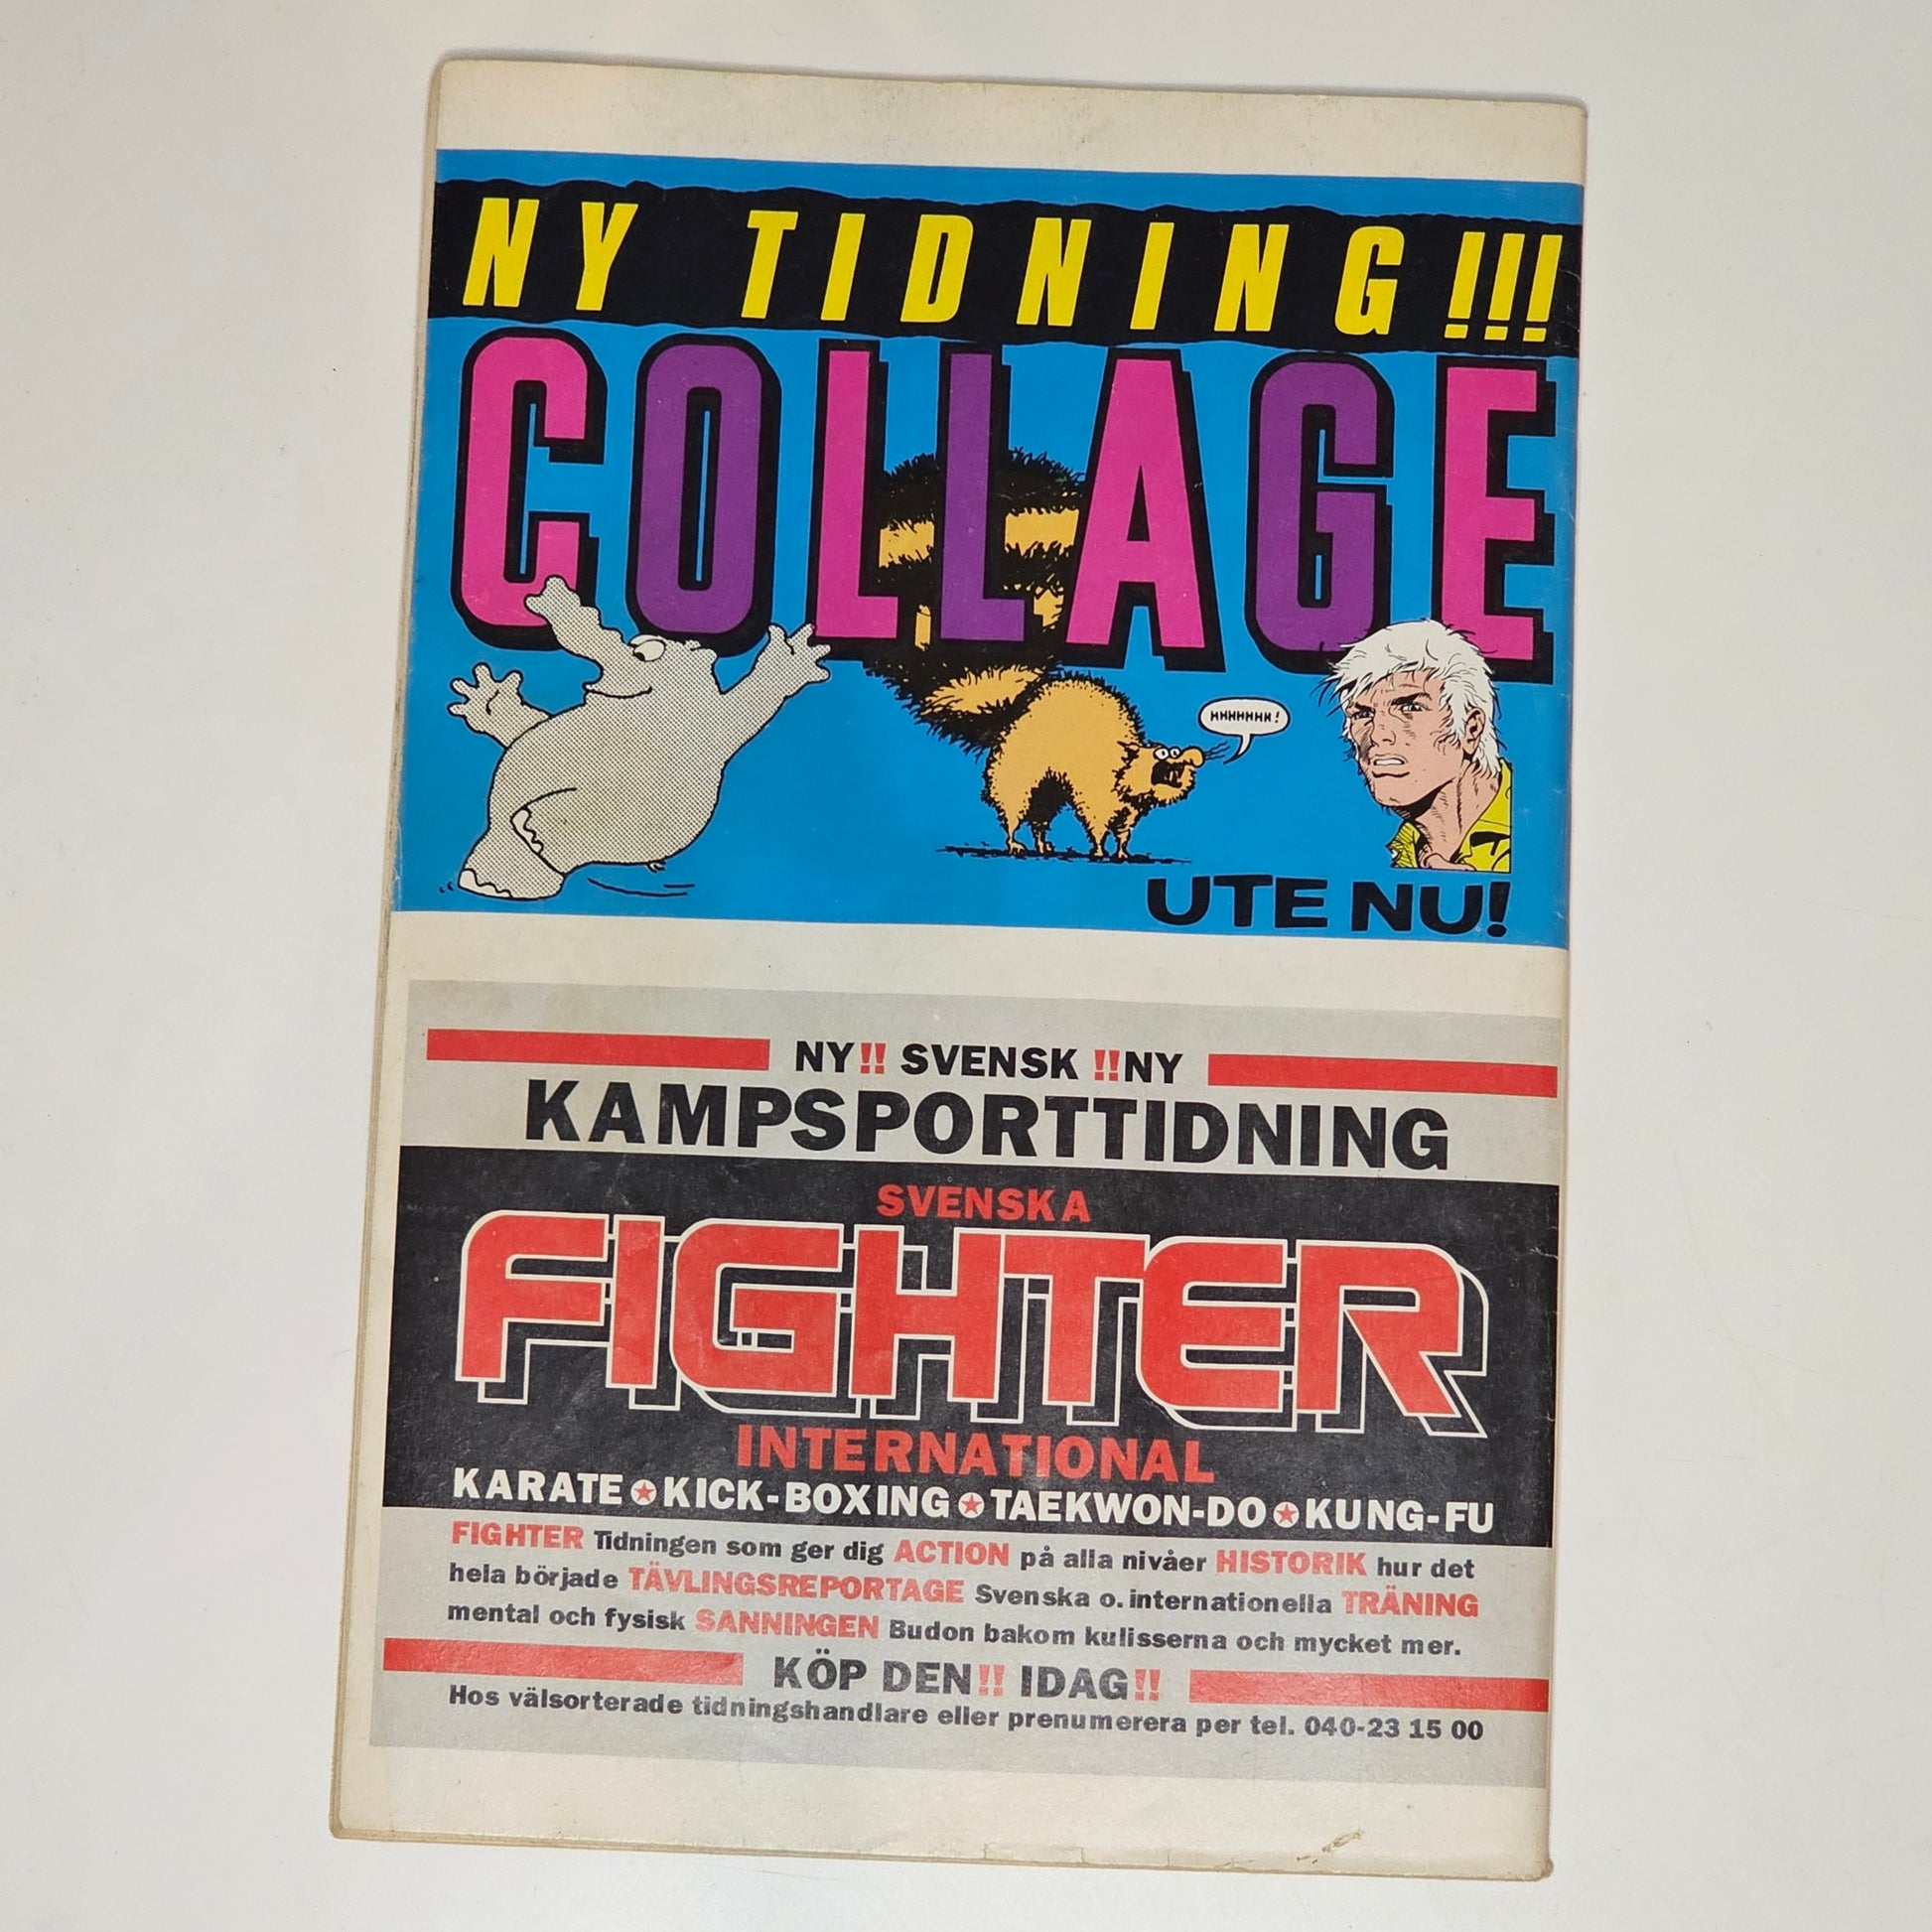 NY TIDNING!!!
COLLAGE
HHHHHHH!
UTE NU!
NY!! SVENSK !!NY
KAMPSPORTTIDNING
SVENSKA
FIGHTER
INTERNATIONAL
KARATE KICK-BOXING TAEKWON-DO KUNG-FU
FIGHTER Tidningen som ger dig ACTION på alla nivåer HISTORIK hur det
hela började TÄVLINGSREPORTAGE Svenska o. internationella TRÄNING
mental och fysisk SANNINGEN Budon bakom kulisserna och mycket mer.
KÖP DEN!! IDAG!!
Hos välsorterade tidningshandlare eller prenumerera per tel. 040-23 15 00